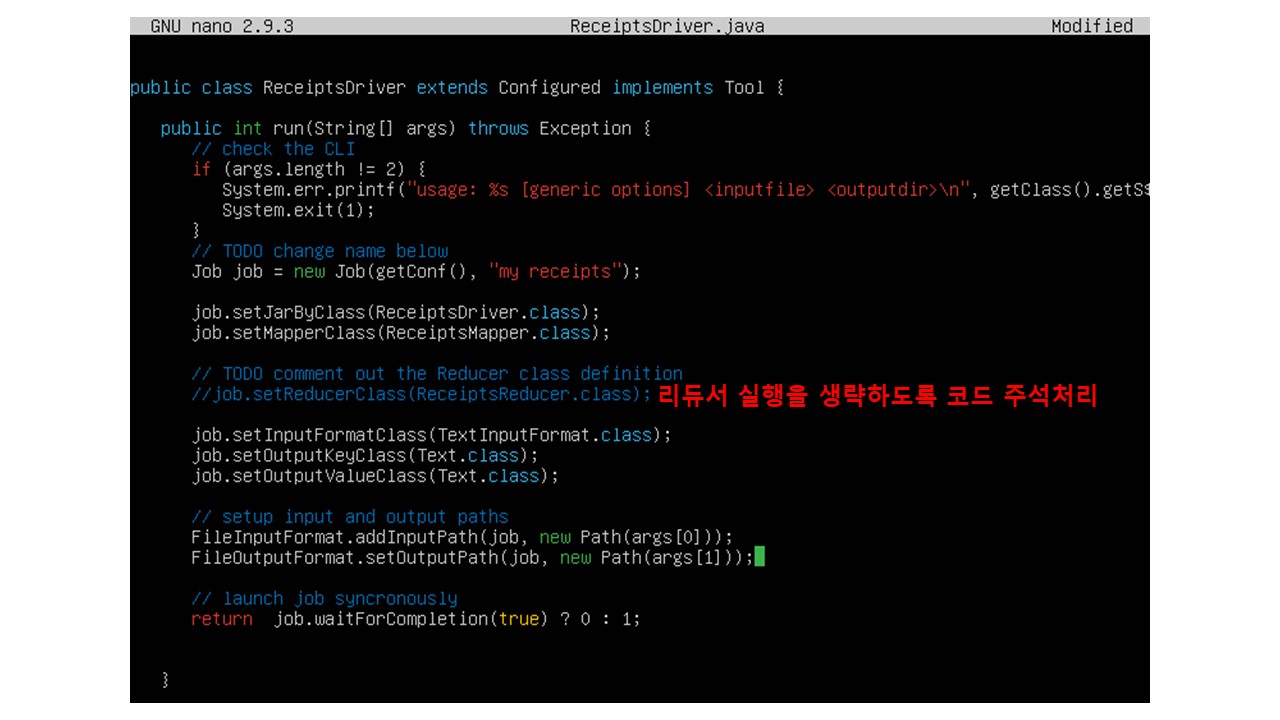 GNU nano 2.9.3 ReceiptsDriver.java Modified
public class ReceiptsDriver extends Configured implements Tool {
public int run(String[] args) throws Exception {
// check the CLI
if (args.length != 2) {
System.err.printf("usage: %s [generic options] <inputfile> <outputdir>\n", getClass().getS$
System.exit(1);
}
// TODO change name below
Job job = new Job(getConf(), "my receipts");
job.setJarByClass(ReceiptsDriver.class);
job.setMapperClass(ReceiptsMapper.class);
// TODO comment out the Reducer class definition
//job.setReducerClass(ReceiptsReducer.class); 리듀서 실행을 생략하도록 코드 주석처리
job.setInputFormatClass(TextInputFormat.class);
job.setOutputKeyClass(Text.class);
job.setOutputValueClass(Text.class);
// setup input and output paths
FileInputFormat.addInputPath(job, new Path(args[0]));
FileOutputFormat.setOutputPath(job, new Path(args[1]));
// launch job syncronously
return  job.waitForCompletion(true) ? 0 : 1;
}